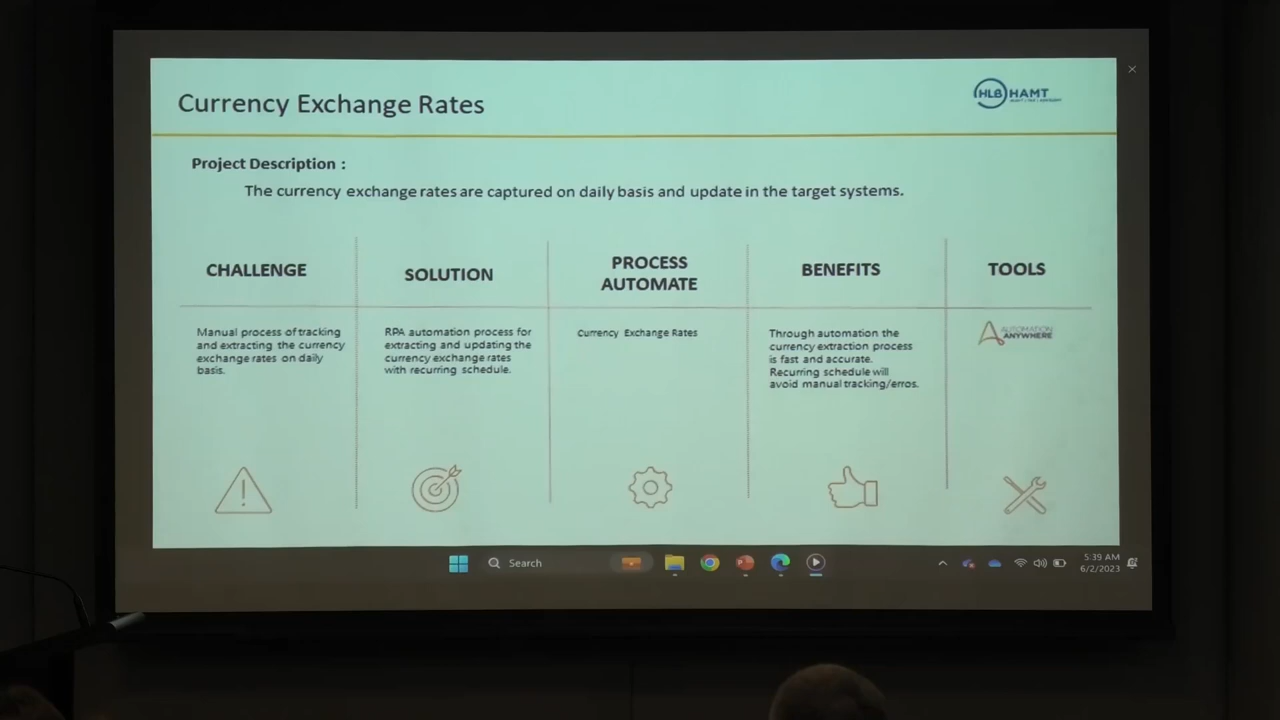 Currency Exchange Rates
HLB HAMT
Project Description :
The currency exchange rates are captured on daily basis and update in the target systems.
CHALLENGE
Manual process of tracking
and extracting the currency
exchange rates on daily
basis.
SOLUTION
RPA automation process for
extracting and updating the
currency exchange rates
with recurring schedule.
PROCESS
AUTOMATE
Currency Exchange Rates
BENEFITS
Through automation the
currency extraction process
is fast and accurate.
Recurring schedule will
avoid manual tracking/erros.
TOOLS
AUTOMATION
ANYWHERE
Search
5:39 AM
6/2/2023